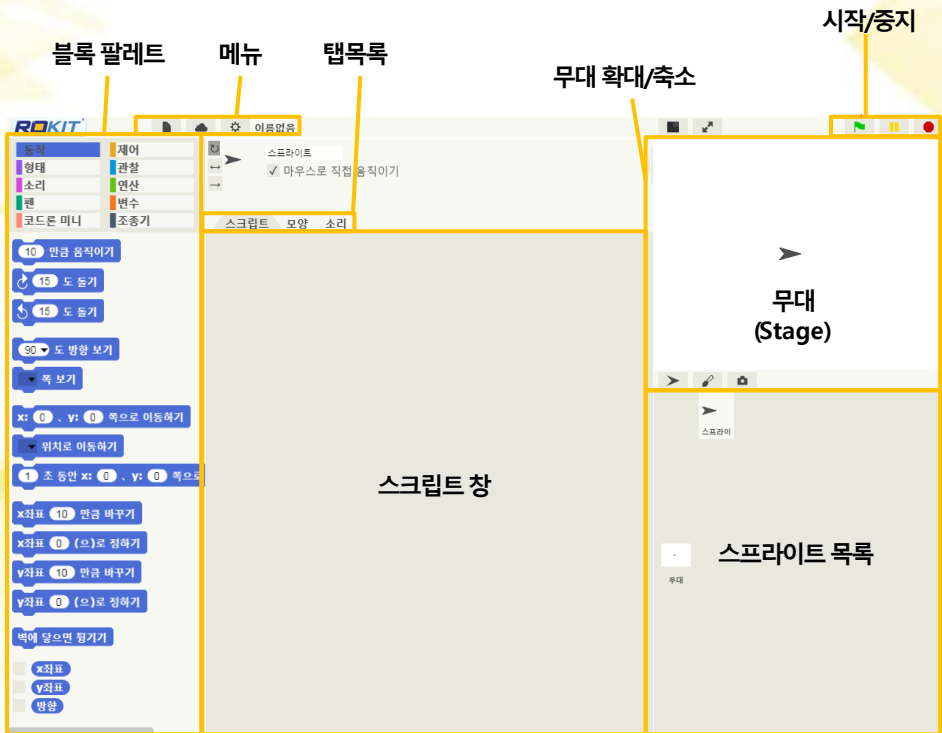 시작/중지
블록 팔레트
메뉴
탭목록
무대 확대/축소
ROKIT
이름없음
동작
제어
형태
관찰
소리
연산
펜
변수
코드론 미니
조종기
스프라이트
마우스로 직접 움직이기
스크립트 모양 소리
10 만큼 움직이기
15 도 돌기
15 도 돌기
90 도 방향 보기
쪽 보기
x: 0 、 y: 0 쪽으로 이동하기
위치로 이동하기
1 초 동안 x: 0 、 y: 0 쪽으로
x좌표 10 만큼 바꾸기
x좌표 0 (으)로 정하기
y좌표 10 만큼 바꾸기
y좌표 0 (으)로 정하기
벽에 닿으면 튕기기
x좌표
y좌표
방향
스크립트 창
무대
(Stage)
스프라이
스프라이트 목록
무대